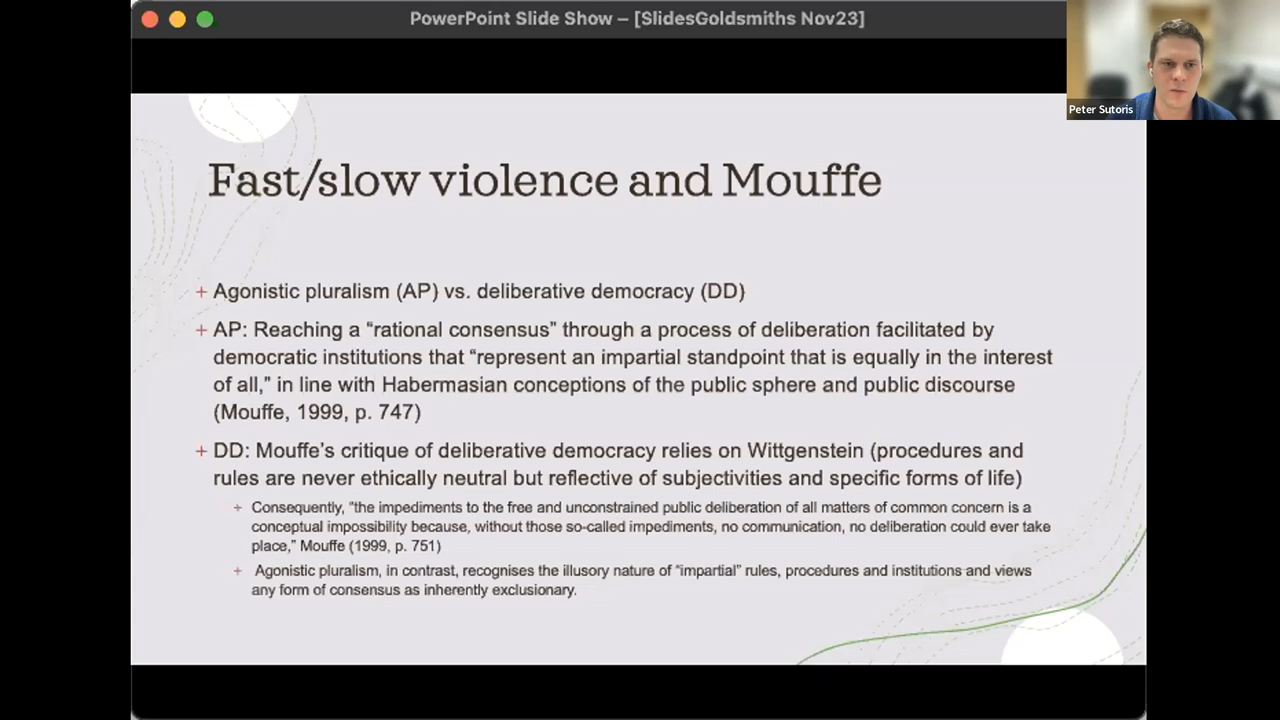 PowerPoint Slide Show – [SlidesGoldsmiths Nov23]
Peter Sutoris
Fast/slow violence and Mouffe
+ Agonistic pluralism (AP) vs. deliberative democracy (DD)
+ AP: Reaching a “rational consensus” through a process of deliberation facilitated by
democratic institutions that “represent an impartial standpoint that is equally in the interest
of all,” in line with Habermasian conceptions of the public sphere and public discourse
(Mouffe, 1999, p. 747)
+ DD: Mouffe’s critique of deliberative democracy relies on Wittgenstein (procedures and
rules are never ethically neutral but reflective of subjectivities and specific forms of life)
+ Consequently, “the impediments to the free and unconstrained public deliberation of all matters of common concern is a
conceptual impossibility because, without those so-called impediments, no communication, no deliberation could ever take
place,” Mouffe (1999, p. 751)
+ Agonistic pluralism, in contrast, recognises the illusory nature of “impartial” rules, procedures and institutions and views
any form of consensus as inherently exclusionary.